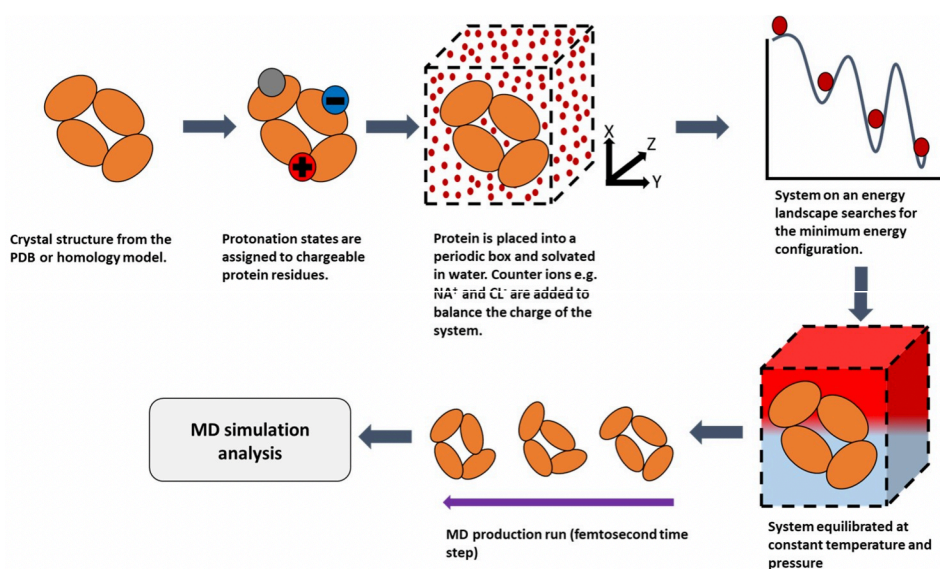 X
Z
Y
Crystal structure from the
PDB or homology model.
Protonation states are
assigned to chargeable
protein residues.
Protein is placed into a
periodic box and solvated
in water. Counter ions e.g.
NA⁺ and CL⁻ are added to
balance the charge of the
system.
System on an energy
landscape searches for
the minimum energy
configuration.
System equilibrated at
constant temperature and
pressure
MD production run (femtosecond time
step)
MD simulation
analysis